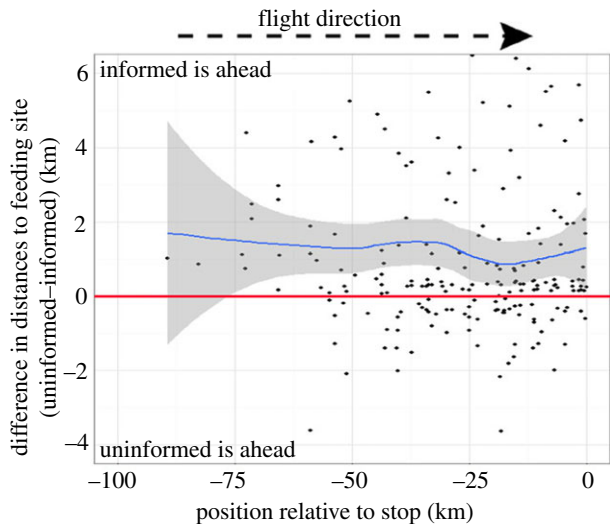 flight direction
informed is ahead
6
4
2
0
−2
−4
uninformed is ahead
difference in distances to feeding site
(uninformed–informed) (km)
−100
−75
−50
−25
0
position relative to stop (km)